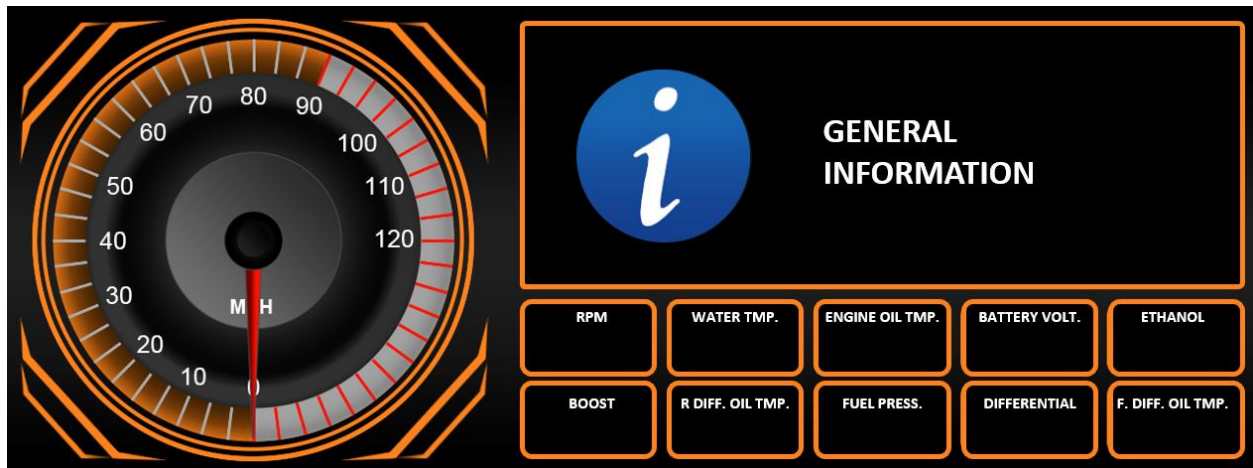 80
70 90
60 100
50 110
40 120
30
M H
20
10
0
GENERAL
INFORMATION
RPM
WATER TMP.
ENGINE OIL TMP.
BATTERY VOLT.
ETHANOL
BOOST
R DIFF. OIL TMP.
FUEL PRESS.
DIFFERENTIAL
F. DIFF. OIL TMP.